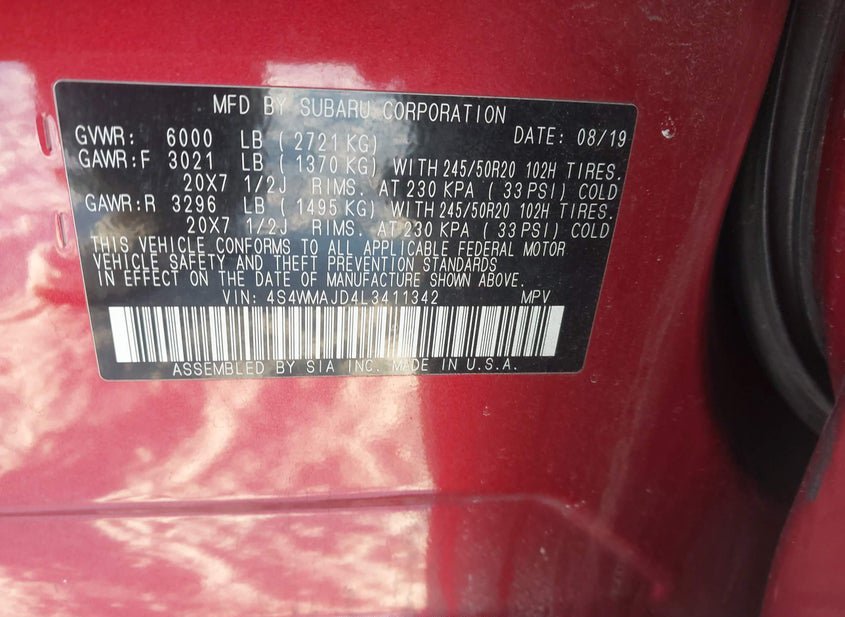 MFD BY SUBARU CORPORATION DATE: 08/19
GVWR: 6000 LB ( 2721 KG)
GAWR:F 3021 LB ( 1370 KG) WITH 245/50R20 102H TIRES.
20X7 1/2J RIMS. AT 230 KPA ( 33 PSI) COLD
GAWR:R 3296 LB ( 1495 KG) WITH 245/50R20 102H TIRES.
20X7 1/2J RIMS. AT 230 KPA ( 33 PSI) COLD
THIS VEHICLE CONFORMS TO ALL APPLICABLE FEDERAL MOTOR
VEHICLE SAFETY AND THEFT PREVENTION STANDARDS
IN EFFECT ON THE DATE OF MANUFACTURE SHOWN ABOVE.
VIN: 4S4WMAJD4L3411342 MPV
ASSEMBLED BY SIA INC. MADE IN U.S.A.